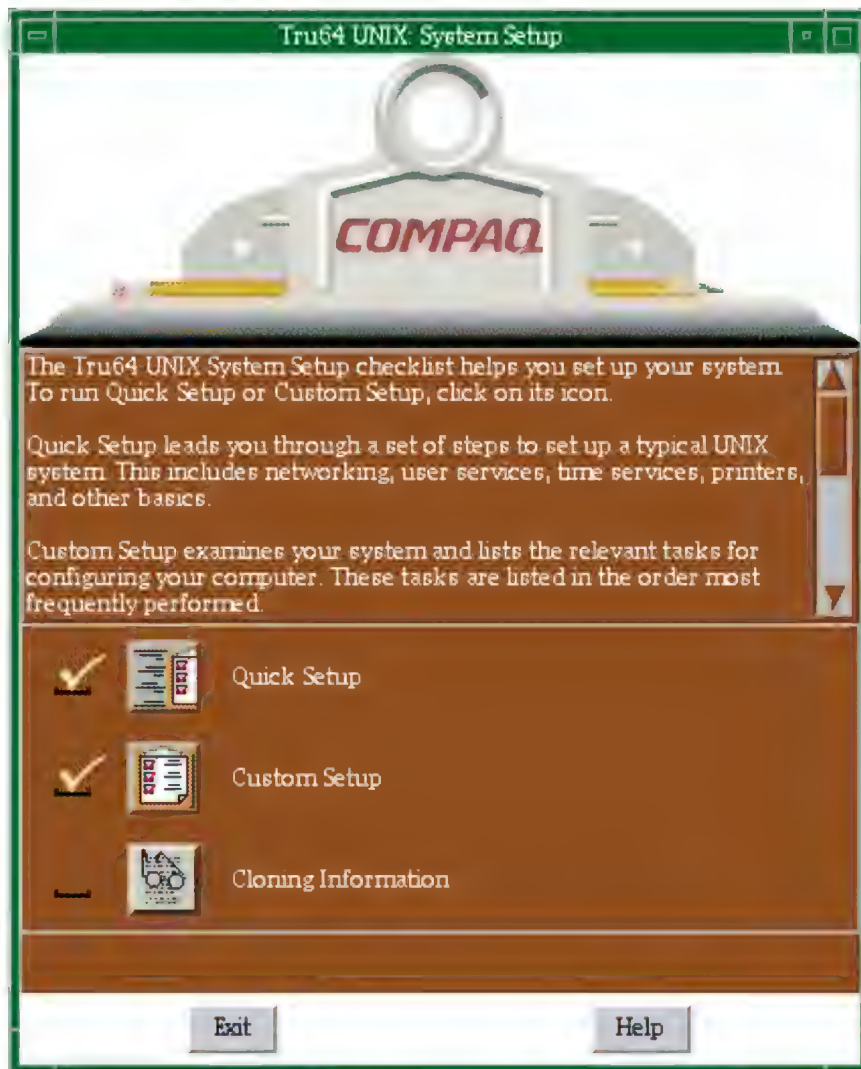 Tru64 UNIX: System Setup
COMPAQ
The Tru64 UNIX System Setup checklist helps you set up your system.
To run Quick Setup or Custom Setup, click on its icon.
Quick Setup leads you through a set of steps to set up a typical UNIX
system. This includes networking, user services, time services, printers,
and other basics.
Custom Setup examines your system and lists the relevant tasks for
configuring your computer. These tasks are listed in the order most
frequently performed.
Quick Setup
Custom Setup
Cloning Information
Exit
Help